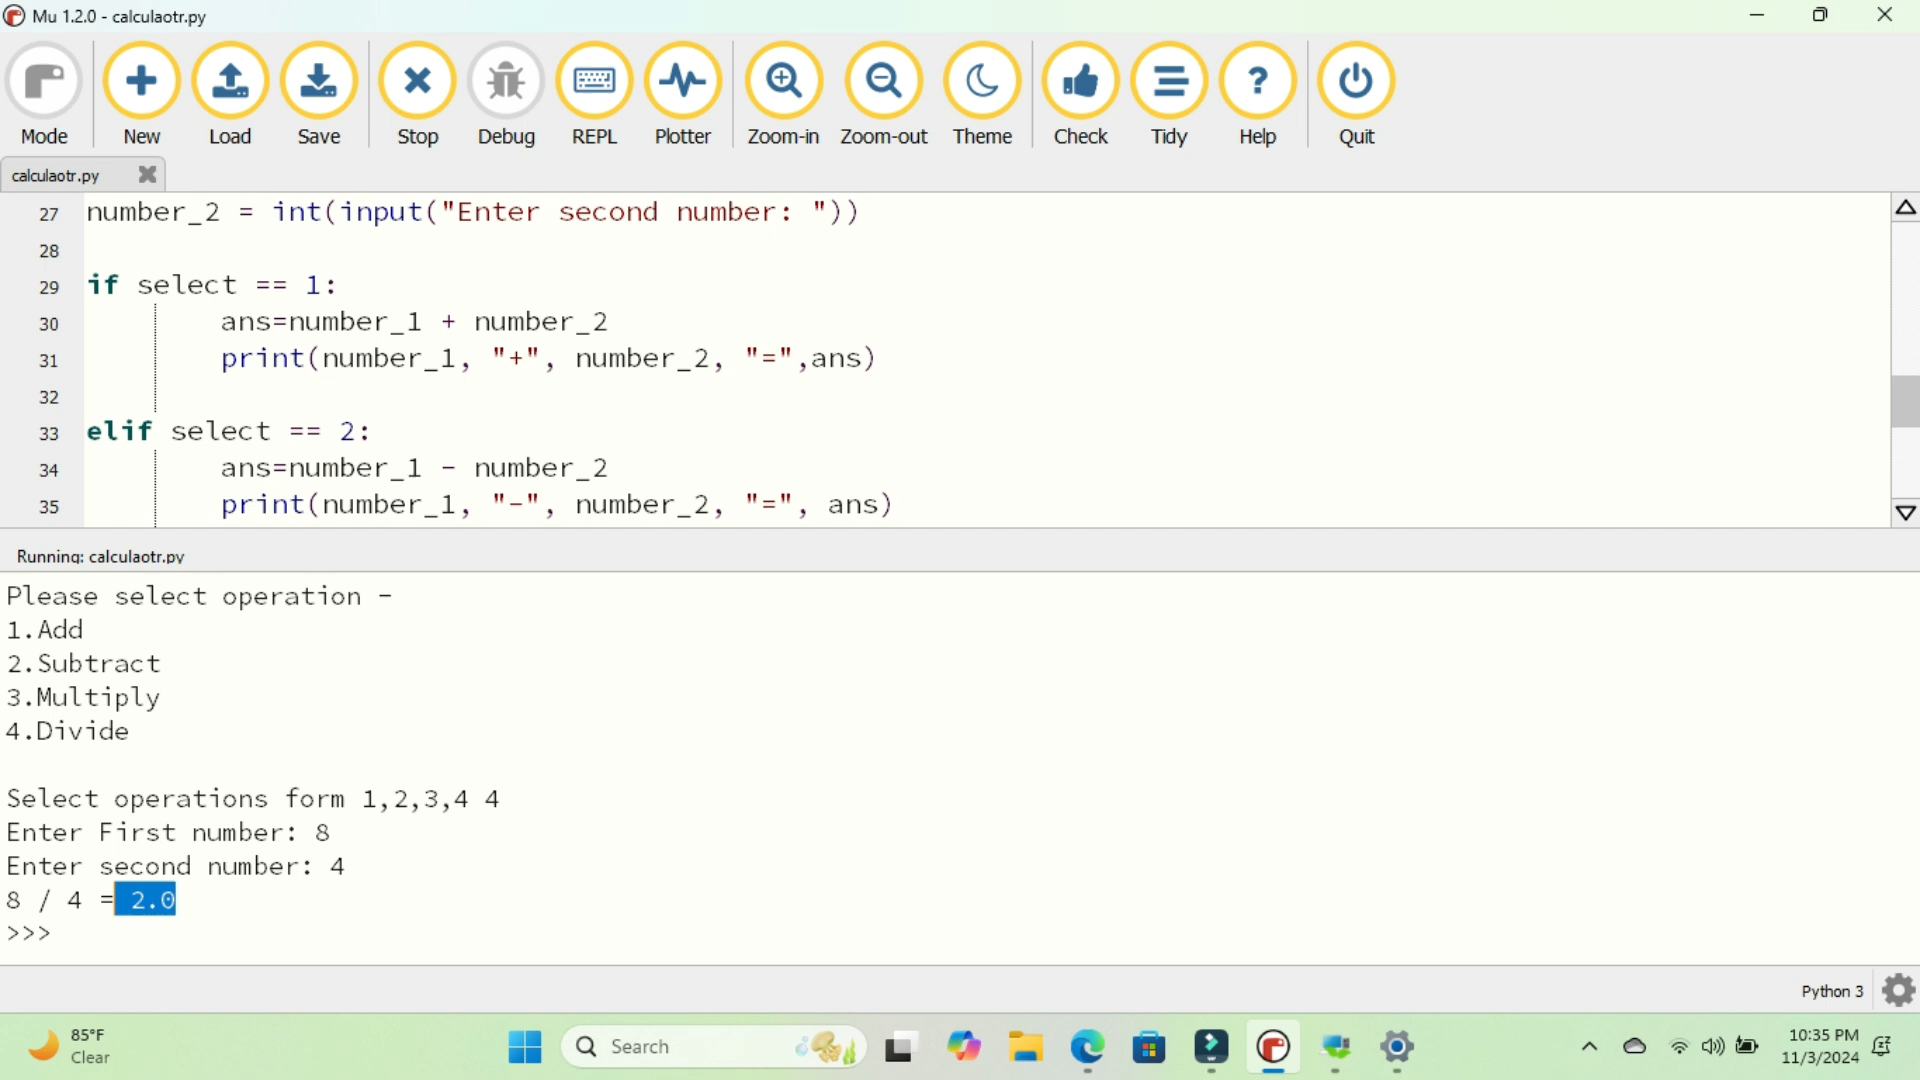 Mu 1.2.0 - calculaotr.py
Mode New Load Save Stop Debug REPL Plotter Zoom-in Zoom-out Theme Check Tidy Help Quit
calculaotr.py
27 number_2 = int(input("Enter second number: "))
28
29 if select == 1:
30 ans=number_1 + number_2
31 print(number_1, "+", number_2, "=",ans)
32
33 elif select == 2:
34 ans=number_1 - number_2
35 print(number_1, "-", number_2, "=", ans)
Running: calculaotr.py
Please select operation -
1.Add
2.Subtract
3.Multiply
4.Divide
Select operations form 1,2,3,4 4
Enter First number: 8
Enter second number: 4
8 / 4 = 2.0
>>>
Python 3
85°F
Clear
Search
10:35 PM
11/3/2024